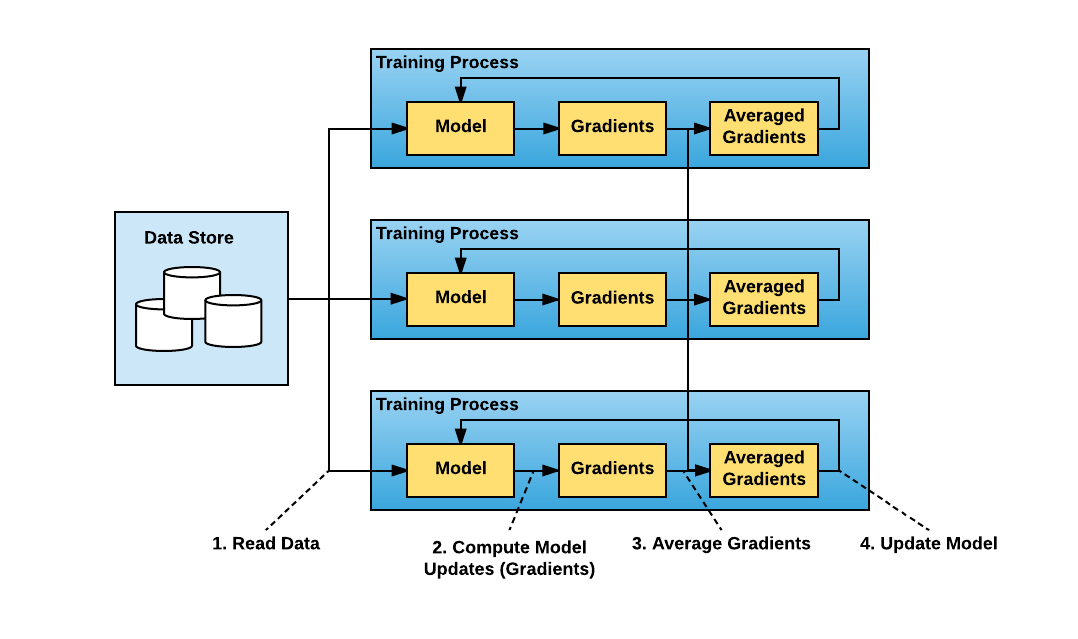 Training Process
Model
Gradients
Averaged
Gradients
Data Store
Training Process
Model
Gradients
Averaged
Gradients
Training Process
Model
Gradients
Averaged
Gradients
1. Read Data
2. Compute Model
Updates (Gradients)
3. Average Gradients
4. Update Model